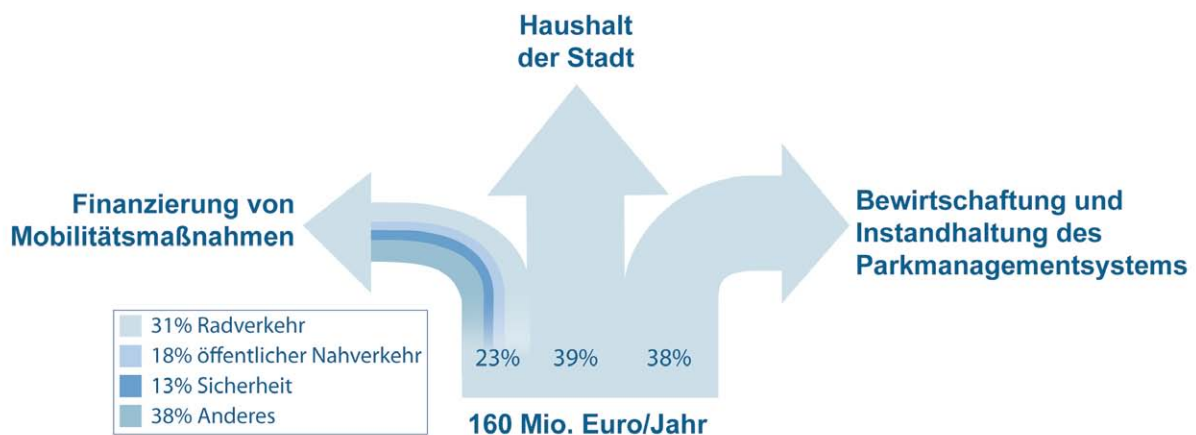 Haushalt
der Stadt
Finanzierung von
Mobilitätsmaßnahmen
Bewirtschaftung und
Instandhaltung des
Parkmanagementsystems
31% Radverkehr
18% öffentlicher Nahverkehr
13% Sicherheit
38% Anderes
23% 39% 38%
160 Mio. Euro/Jahr